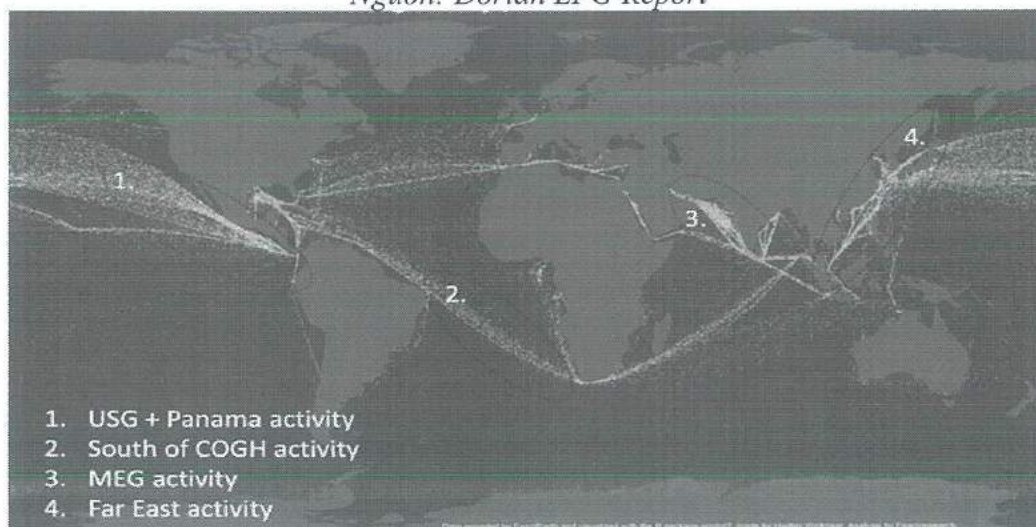 Nguồn: Dorian LPG Report
1.
2.
3.
4.
1. USG + Panama activity
2. South of COGH activity
3. MEG activity
4. Far East activity